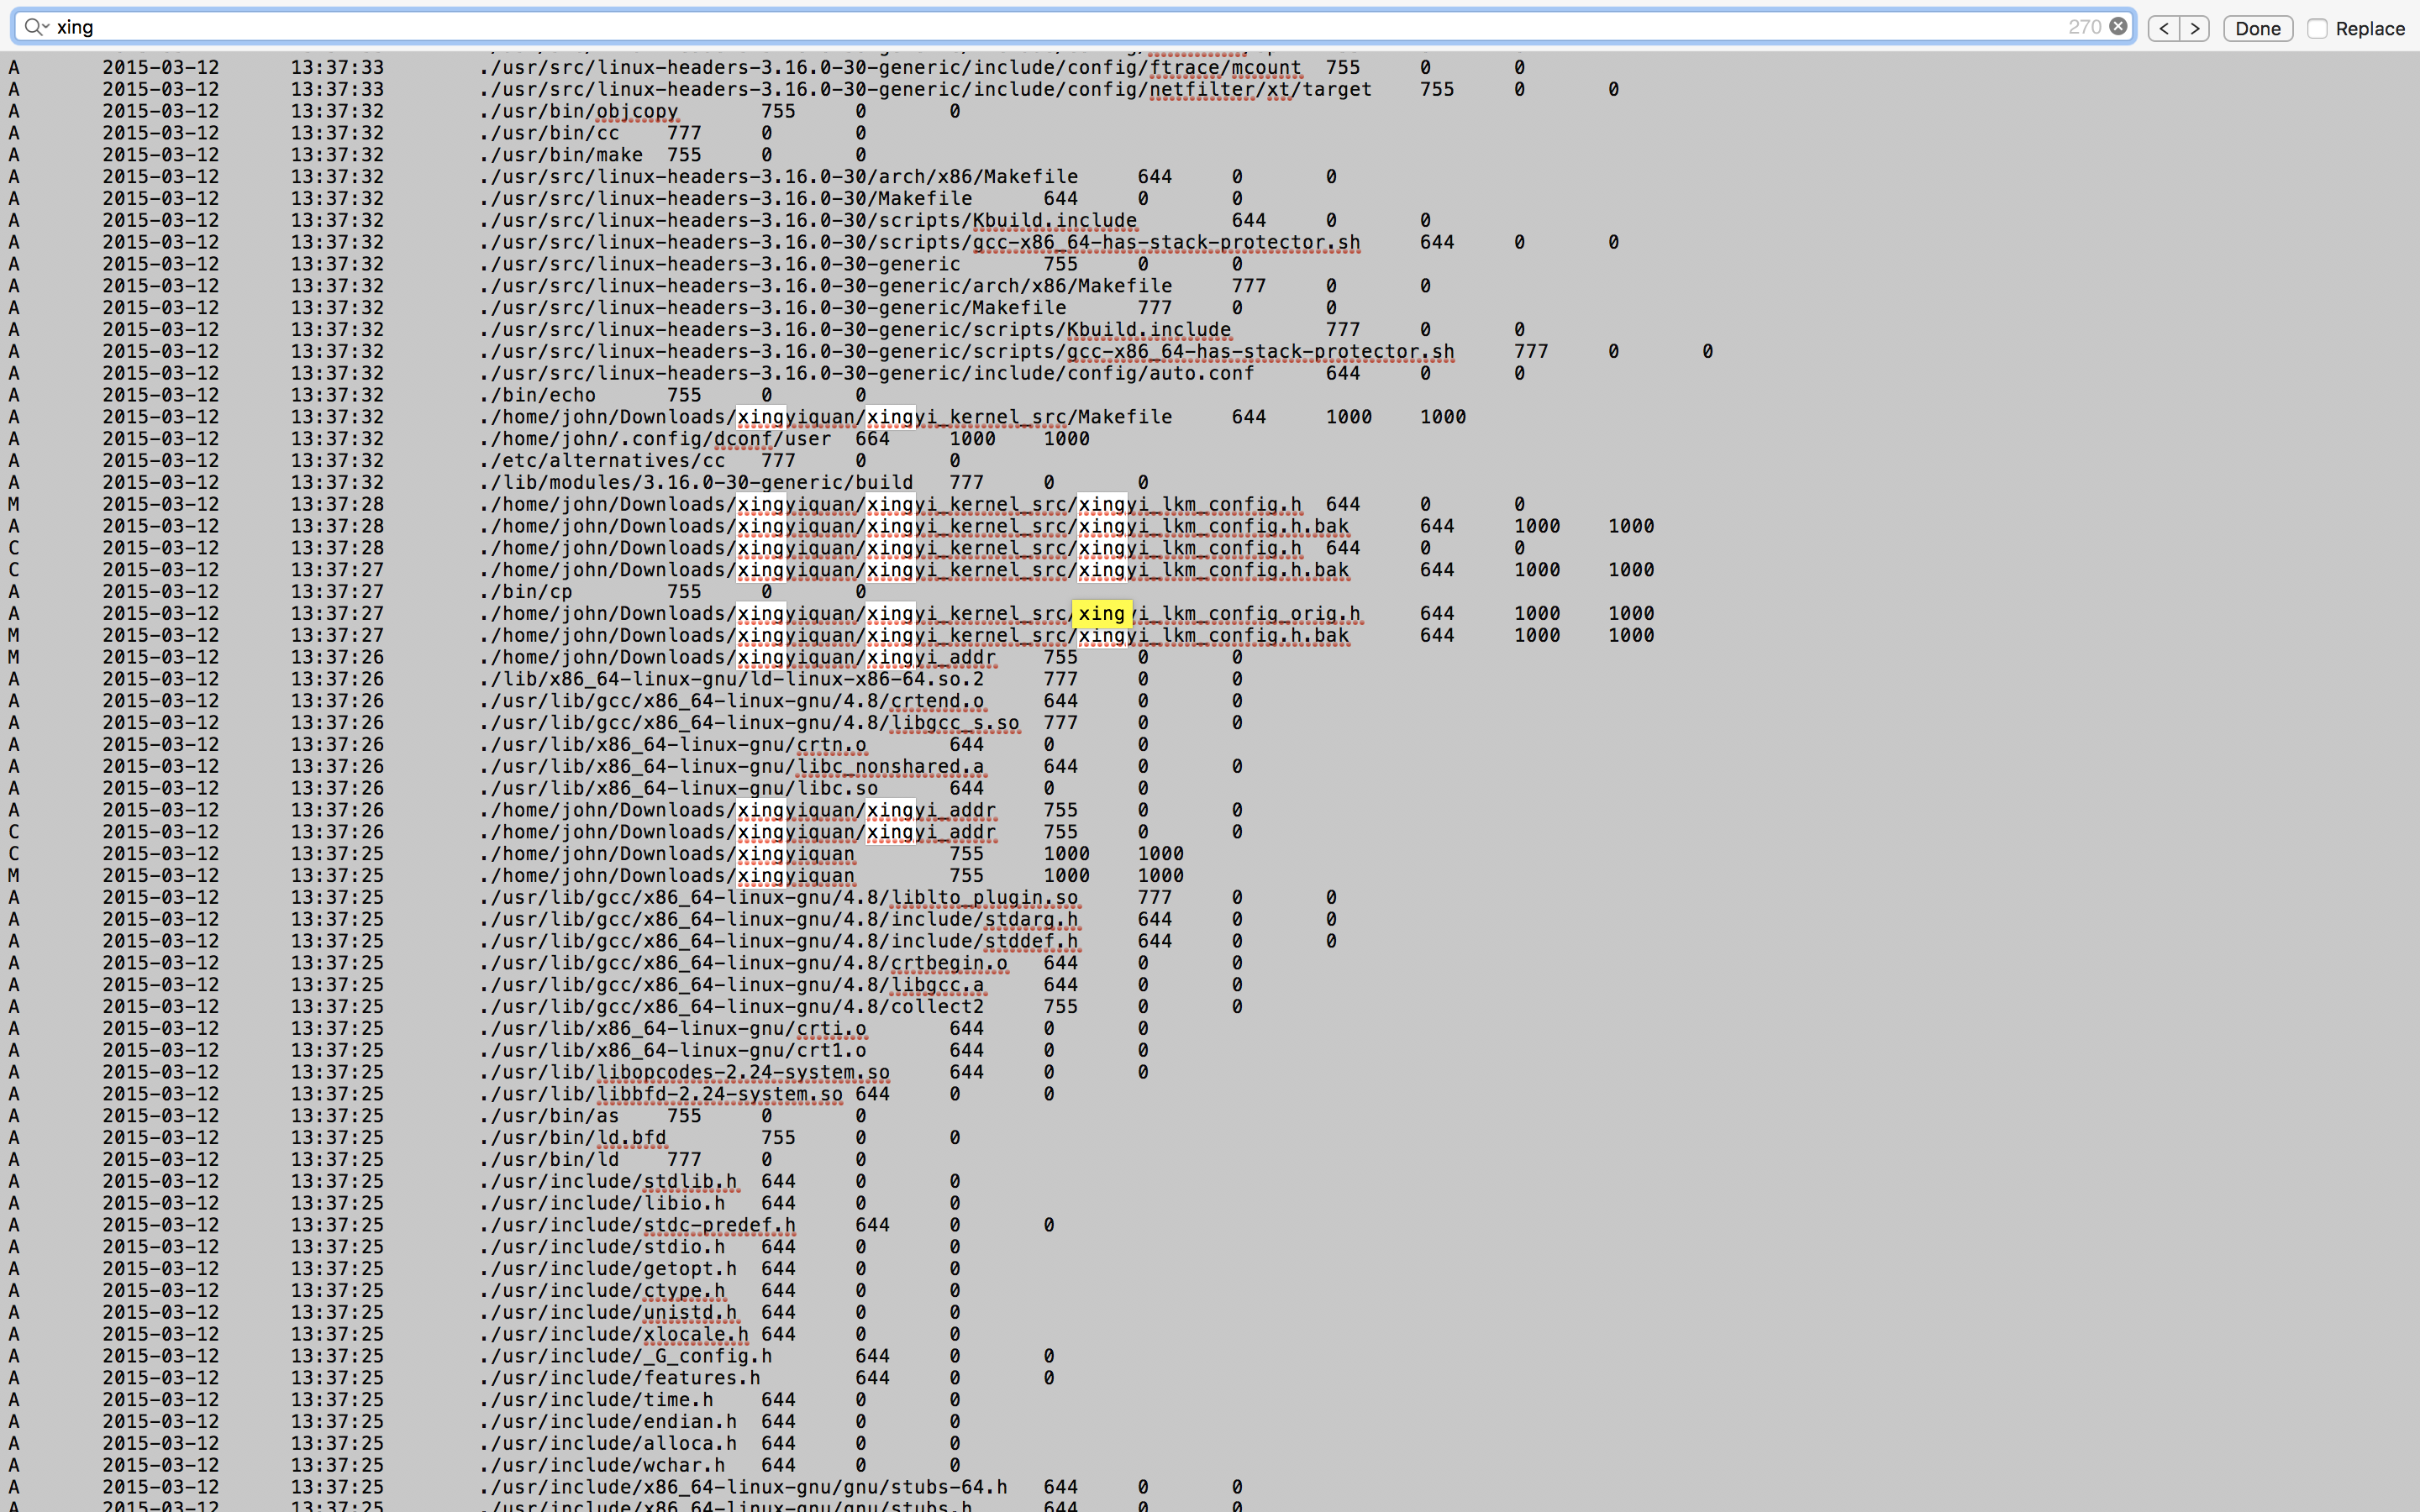 xing 270 < > Done Replace
A 2015-03-12 13:37:33 ./usr/src/linux-headers-3.16.0-30-generic/include/config/ftrace/mcount 755 0 0
A 2015-03-12 13:37:33 ./usr/src/linux-headers-3.16.0-30-generic/include/config/netfilter/xt/target 755 0 0
A 2015-03-12 13:37:32 ./usr/bin/objcopy 755 0 0
A 2015-03-12 13:37:32 ./usr/bin/cc 777 0 0
A 2015-03-12 13:37:32 ./usr/bin/make 755 0 0
A 2015-03-12 13:37:32 ./usr/src/linux-headers-3.16.0-30/arch/x86/Makefile 644 0 0
A 2015-03-12 13:37:32 ./usr/src/linux-headers-3.16.0-30/Makefile 644 0 0
A 2015-03-12 13:37:32 ./usr/src/linux-headers-3.16.0-30/scripts/Kbuild.include 644 0 0
A 2015-03-12 13:37:32 ./usr/src/linux-headers-3.16.0-30/scripts/gcc-x86_64-has-stack-protector.sh 644 0 0
A 2015-03-12 13:37:32 ./usr/src/linux-headers-3.16.0-30-generic 755 0 0
A 2015-03-12 13:37:32 ./usr/src/linux-headers-3.16.0-30-generic/arch/x86/Makefile 777 0 0
A 2015-03-12 13:37:32 ./usr/src/linux-headers-3.16.0-30-generic/Makefile 777 0 0
A 2015-03-12 13:37:32 ./usr/src/linux-headers-3.16.0-30-generic/scripts/Kbuild.include 777 0 0
A 2015-03-12 13:37:32 ./usr/src/linux-headers-3.16.0-30-generic/scripts/gcc-x86_64-has-stack-protector.sh 777 0 0
A 2015-03-12 13:37:32 ./usr/src/linux-headers-3.16.0-30-generic/include/config/auto.conf 644 0 0
A 2015-03-12 13:37:32 ./bin/echo 755 0 0
A 2015-03-12 13:37:32 ./home/john/Downloads/xingyiquan/xingyi_kernel_src/Makefile 644 1000 1000
A 2015-03-12 13:37:32 ./home/john/.config/dconf/user 664 1000 1000
A 2015-03-12 13:37:32 ./etc/alternatives/cc 777 0 0
A 2015-03-12 13:37:32 ./lib/modules/3.16.0-30-generic/build 777 0 0
M 2015-03-12 13:37:28 ./home/john/Downloads/xingyiquan/xingyi_kernel_src/xingyi_lkm_config.h 644 0 0
A 2015-03-12 13:37:28 ./home/john/Downloads/xingyiquan/xingyi_kernel_src/xingyi_lkm_config.h.bak 644 1000 1000
C 2015-03-12 13:37:28 ./home/john/Downloads/xingyiquan/xingyi_kernel_src/xingyi_lkm_config.h 644 0 0
C 2015-03-12 13:37:27 ./home/john/Downloads/xingyiquan/xingyi_kernel_src/xingyi_lkm_config.h.bak 644 1000 1000
A 2015-03-12 13:37:27 ./bin/cp 755 0 0
A 2015-03-12 13:37:27 ./home/john/Downloads/xingyiquan/xingyi_kernel_src/xingyi_lkm_config_orig.h 644 1000 1000
M 2015-03-12 13:37:27 ./home/john/Downloads/xingyiquan/xingyi_kernel_src/xingyi_lkm_config.h.bak 644 1000 1000
M 2015-03-12 13:37:26 ./home/john/Downloads/xingyiquan/xingyi_addr 755 0 0
A 2015-03-12 13:37:26 ./lib/x86_64-linux-gnu/ld-linux-x86-64.so.2 777 0 0
A 2015-03-12 13:37:26 ./usr/lib/gcc/x86_64-linux-gnu/4.8/crtend.o 644 0 0
A 2015-03-12 13:37:26 ./usr/lib/gcc/x86_64-linux-gnu/4.8/libgcc_s.so 777 0 0
A 2015-03-12 13:37:26 ./usr/lib/x86_64-linux-gnu/crtn.o 644 0 0
A 2015-03-12 13:37:26 ./usr/lib/x86_64-linux-gnu/libc_nonshared.a 644 0 0
A 2015-03-12 13:37:26 ./usr/lib/x86_64-linux-gnu/libc.so 644 0 0
A 2015-03-12 13:37:26 ./home/john/Downloads/xingyiquan/xingyi_addr 755 0 0
C 2015-03-12 13:37:26 ./home/john/Downloads/xingyiquan/xingyi_addr 755 0 0
C 2015-03-12 13:37:25 ./home/john/Downloads/xingyiquan 755 1000 1000
M 2015-03-12 13:37:25 ./home/john/Downloads/xingyiquan 755 1000 1000
A 2015-03-12 13:37:25 ./usr/lib/gcc/x86_64-linux-gnu/4.8/liblto_plugin.so 777 0 0
A 2015-03-12 13:37:25 ./usr/lib/gcc/x86_64-linux-gnu/4.8/include/stdarg.h 644 0 0
A 2015-03-12 13:37:25 ./usr/lib/gcc/x86_64-linux-gnu/4.8/include/stddef.h 644 0 0
A 2015-03-12 13:37:25 ./usr/lib/gcc/x86_64-linux-gnu/4.8/crtbegin.o 644 0 0
A 2015-03-12 13:37:25 ./usr/lib/gcc/x86_64-linux-gnu/4.8/libgcc.a 644 0 0
A 2015-03-12 13:37:25 ./usr/lib/gcc/x86_64-linux-gnu/4.8/collect2 755 0 0
A 2015-03-12 13:37:25 ./usr/lib/x86_64-linux-gnu/crti.o 644 0 0
A 2015-03-12 13:37:25 ./usr/lib/x86_64-linux-gnu/crt1.o 644 0 0
A 2015-03-12 13:37:25 ./usr/lib/libopcodes-2.24-system.so 644 0 0
A 2015-03-12 13:37:25 ./usr/lib/libbfd-2.24-system.so 644 0 0
A 2015-03-12 13:37:25 ./usr/bin/as 755 0 0
A 2015-03-12 13:37:25 ./usr/bin/ld.bfd 755 0 0
A 2015-03-12 13:37:25 ./usr/bin/ld 777 0 0
A 2015-03-12 13:37:25 ./usr/include/stdlib.h 644 0 0
A 2015-03-12 13:37:25 ./usr/include/libio.h 644 0 0
A 2015-03-12 13:37:25 ./usr/include/stdc-predef.h 644 0 0
A 2015-03-12 13:37:25 ./usr/include/stdio.h 644 0 0
A 2015-03-12 13:37:25 ./usr/include/getopt.h 644 0 0
A 2015-03-12 13:37:25 ./usr/include/ctype.h 644 0 0
A 2015-03-12 13:37:25 ./usr/include/unistd.h 644 0 0
A 2015-03-12 13:37:25 ./usr/include/xlocale.h 644 0 0
A 2015-03-12 13:37:25 ./usr/include/_G_config.h 644 0 0
A 2015-03-12 13:37:25 ./usr/include/features.h 644 0 0
A 2015-03-12 13:37:25 ./usr/include/time.h 644 0 0
A 2015-03-12 13:37:25 ./usr/include/endian.h 644 0 0
A 2015-03-12 13:37:25 ./usr/include/alloca.h 644 0 0
A 2015-03-12 13:37:25 ./usr/include/wchar.h 644 0 0
A 2015-03-12 13:37:25 ./usr/include/x86_64-linux-gnu/gnu/stubs-64.h 644 0 0
A 2015-03-12 13:37:25 ./usr/include/x86_64-linux-gnu/gnu/stubs.h 644 0 0